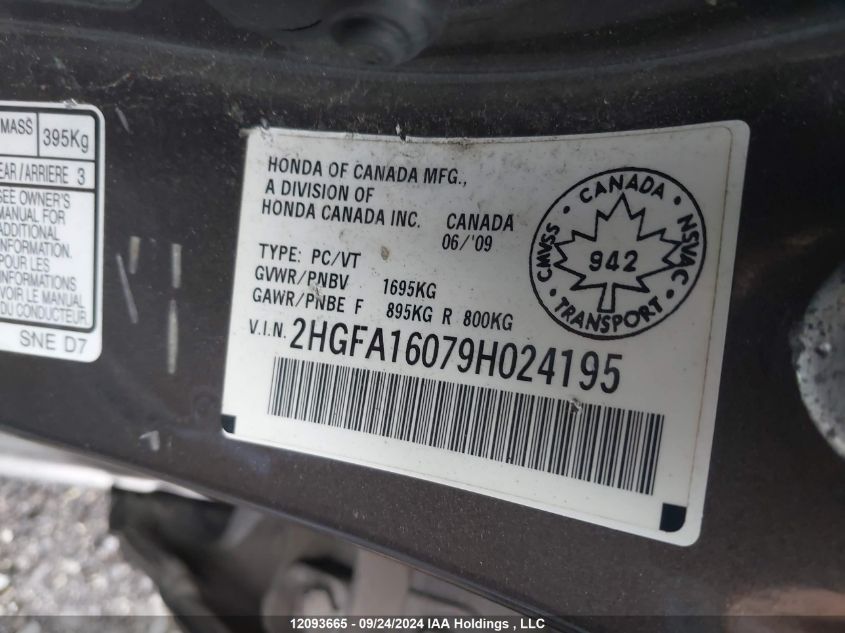 MASS 395Kg
EAR/ARRIERE 3
SEE OWNER'S
MANUAL FOR
ADDITIONAL
INFORMATION.
POUR LES
INFORMATIONS
VOIR LE MANUAL
DU CONDUCTEUR.
SNE D7
HONDA OF CANADA MFG.,
A DIVISION OF
HONDA CANADA INC. CANADA
06/'09
TYPE: PC/VT
GVWR/PNBV 1695KG
GAWR/PNBE F 895KG R 800KG
V.I.N. 2HGFA16079H024195
CANADA
CMVSS · NSVAC
942
TRANSPORT
12093665 - 09/24/2024 IAA Holdings, LLC.